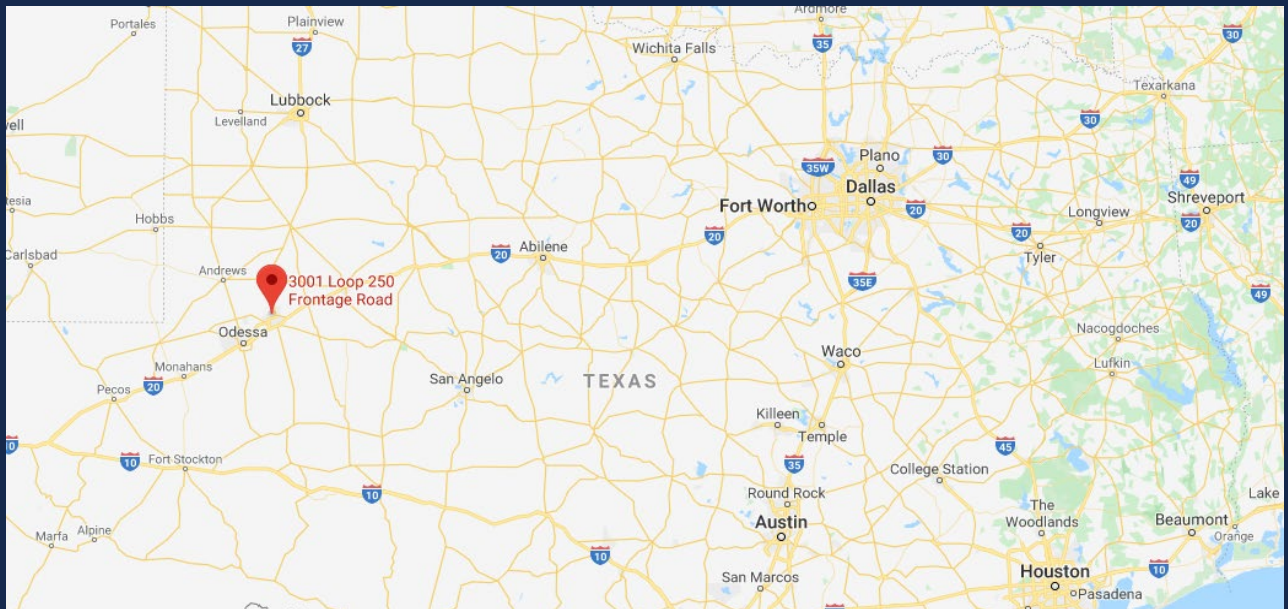 Portales
Plainview
Ardmore
35
30
27
Wichita Falls
Texarkana
Lubbock
Levelland
30
35W
Plano
30
49
Dallas
Fort Worth
20
Longview
Shreveport
20
Hobbs
20
20
Tyler
Carlsbad
Abilene
20
Andrews
3001 Loop 250
Frontage Road
35E
49
Odessa
Nacogdoches
Monahans
Waco
Lufkin
San Angelo
TEXAS
Pecos
20
Killeen
Temple
10
45
10
Fort Stockton
35
College Station
10
Round Rock
Lake
The
Woodlands
Austin
Beaumont
Marfa
Alpine
Orange
10
Houston
10
San Marcos
Pasadena